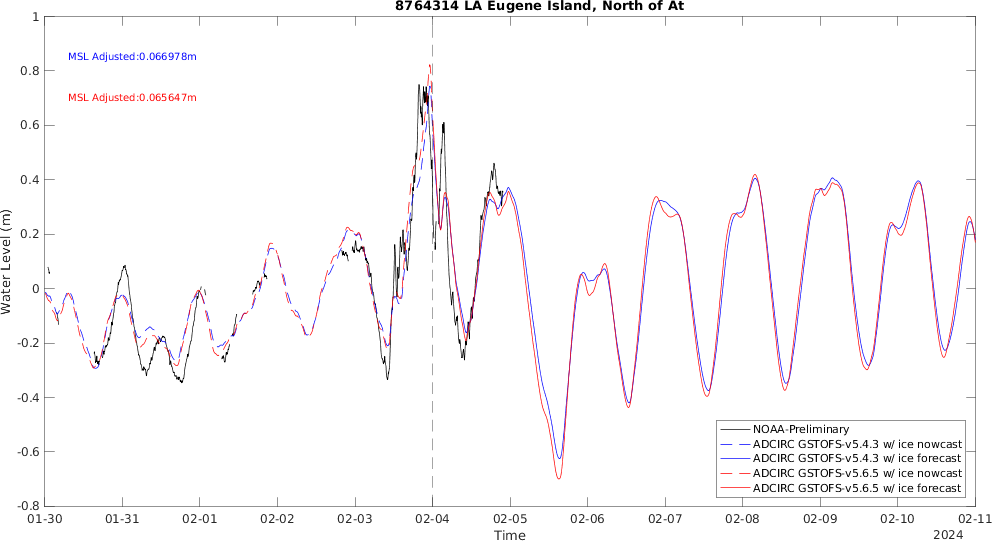 8764314 LA Eugene Island, North of At
MSL Adjusted:0.066978m
MSL Adjusted:0.065647m
Water Level (m)
1
0.8
0.6
0.4
0.2
0
-0.2
-0.4
-0.6
-0.8
NOAA-Preliminary
ADCIRC GSTOFS-v5.4.3 w/ ice nowcast
ADCIRC GSTOFS-v5.4.3 w/ ice forecast
ADCIRC GSTOFS-v5.6.5 w/ ice nowcast
ADCIRC GSTOFS-v5.6.5 w/ ice forecast
01-30 01-31 02-01 02-02 02-03 02-04 02-05 02-06 02-07 02-08 02-09 02-10 02-11
Time
2024